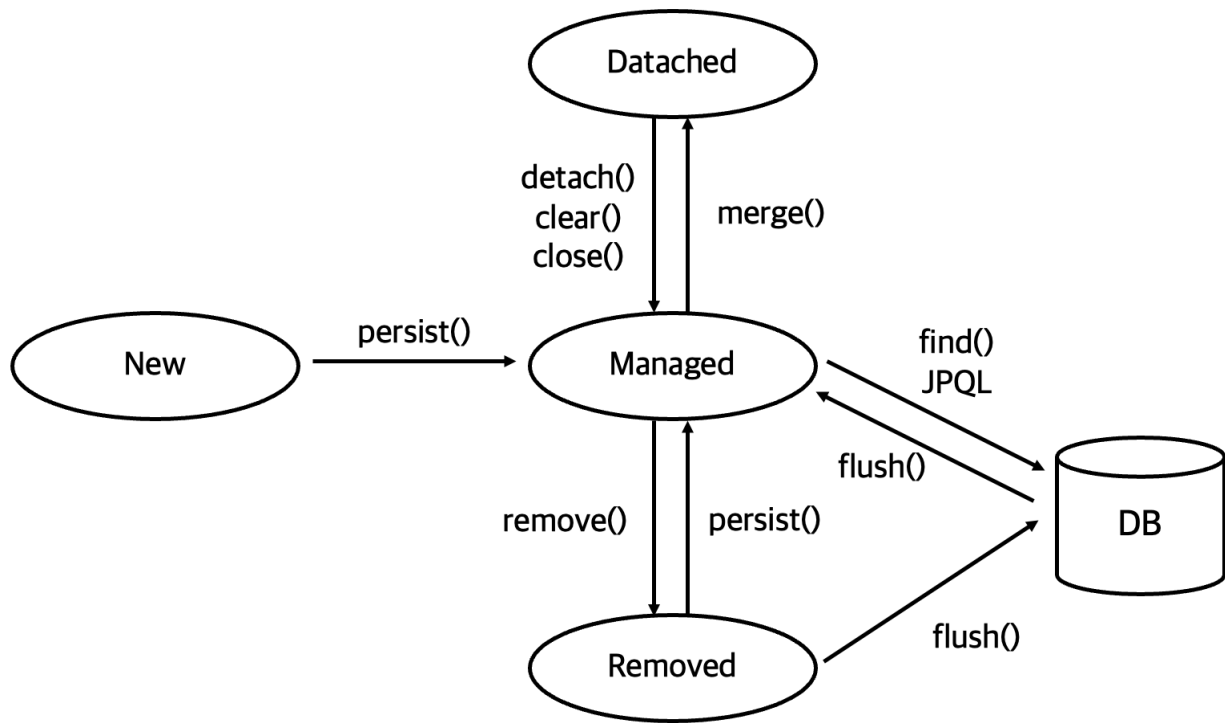 Datached
detach()
clear()
close()
merge()
New
persist()
Managed
find()
JPQL
flush()
DB
remove()
persist()
flush()
Removed